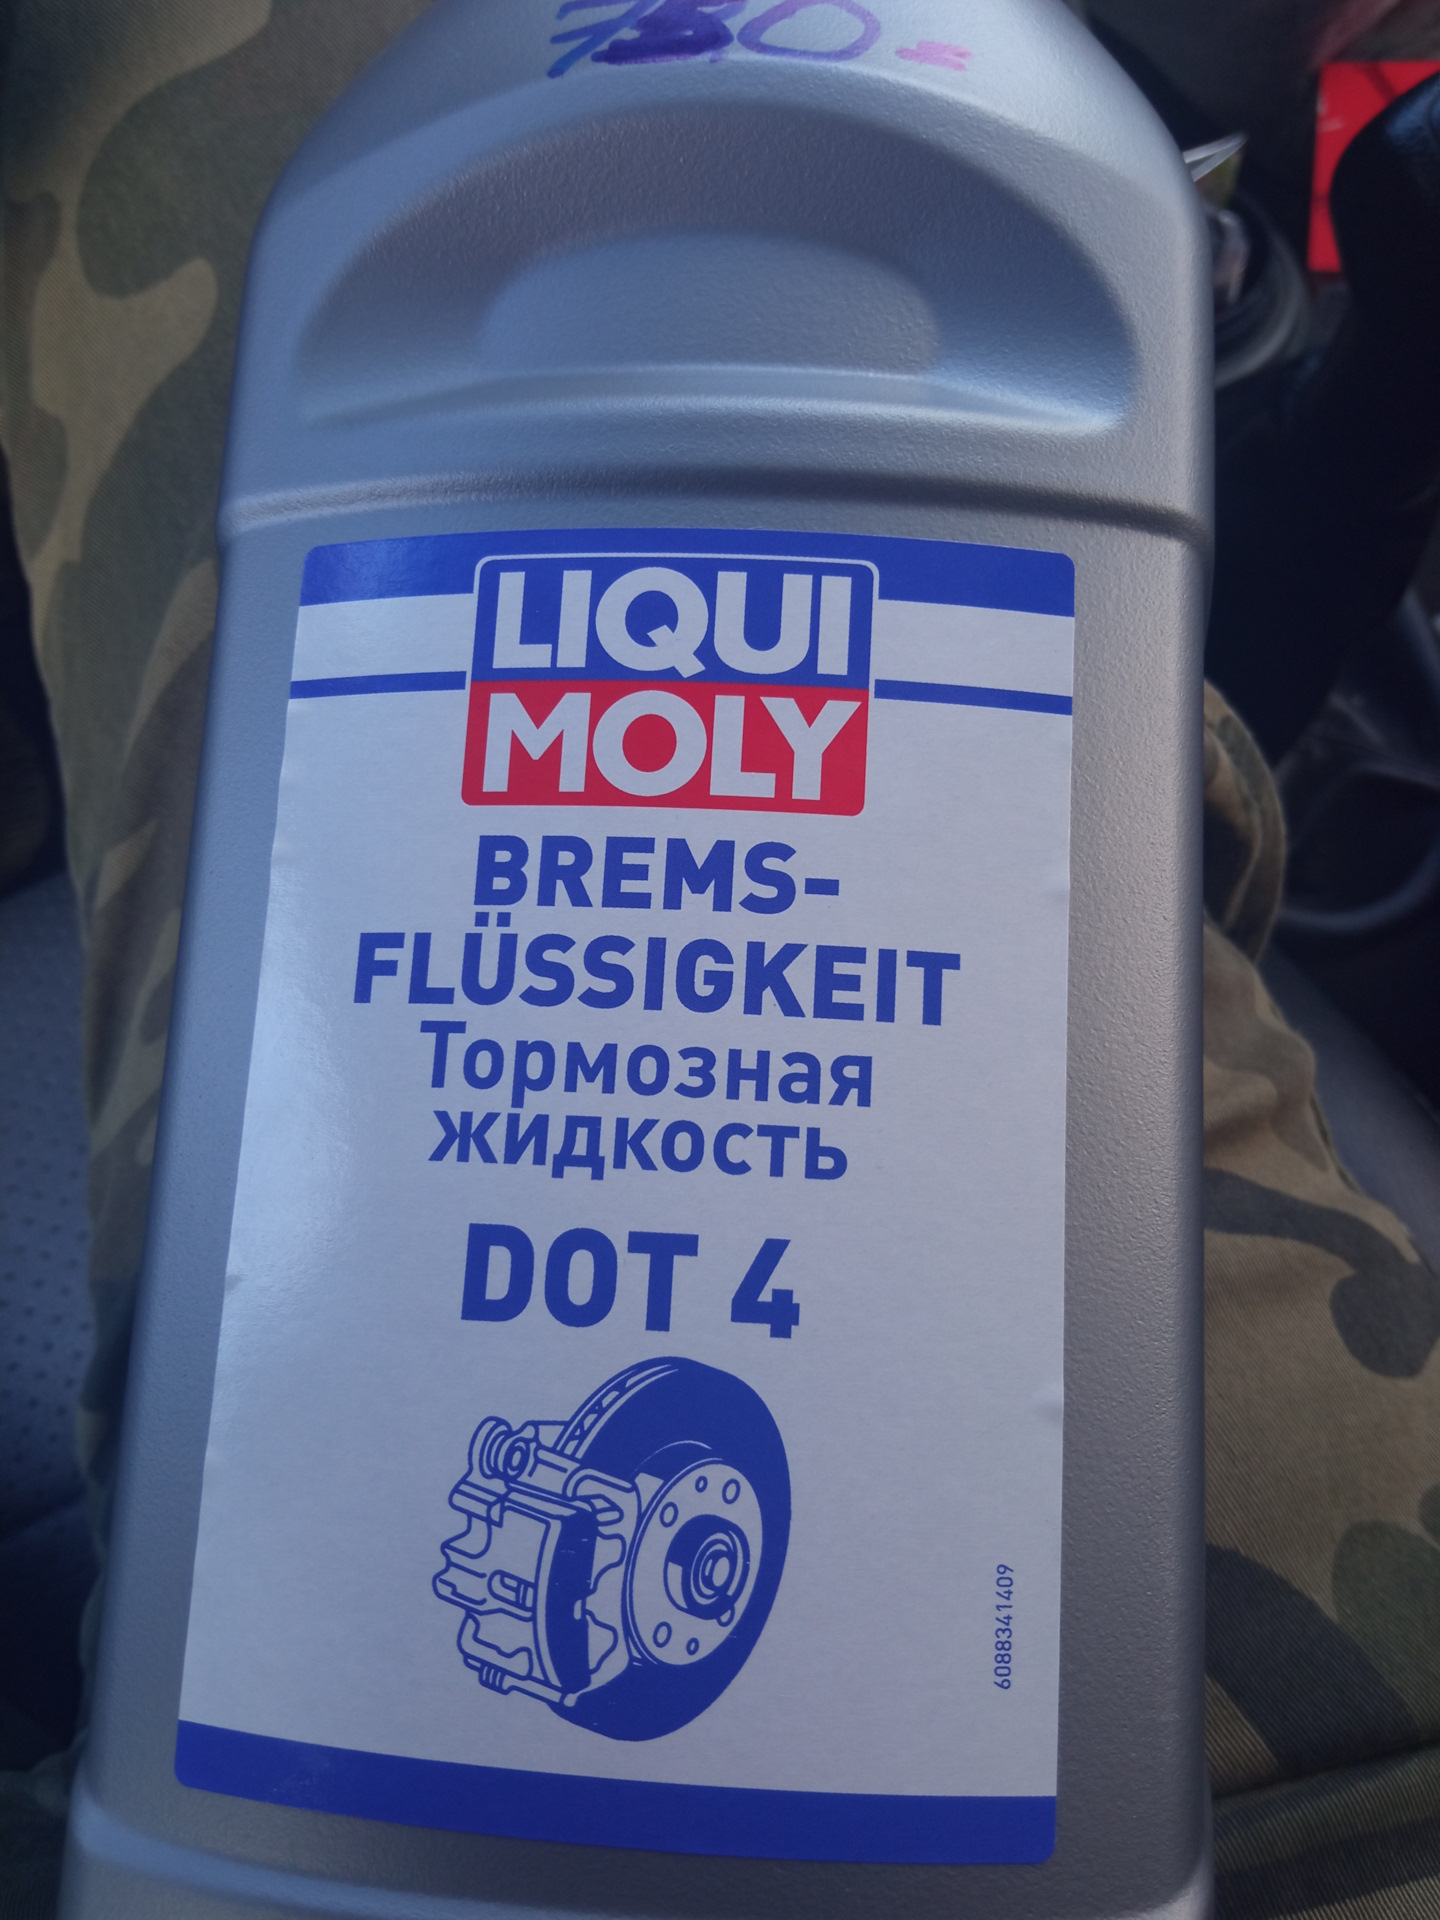 LIQUI
MOLY
BREMS-
FLÜSSIGKEIT
Тормозная
жидкость
DOT 4
6088341409